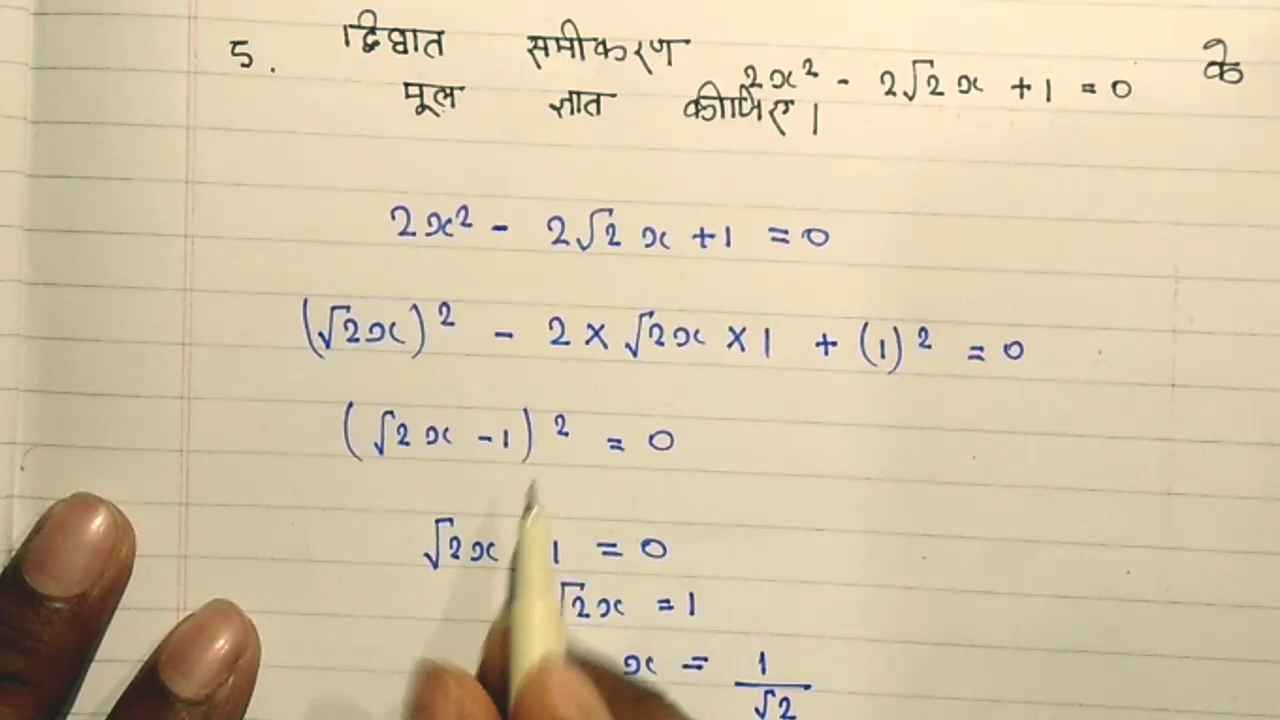 5. द्विघात समीकरण 2x² - 2√2x + 1 = 0 के
मूल ज्ञात कीजिए।
2x² - 2√2 x + 1 = 0
(√2x)² - 2 × √2x × 1 + (1)² = 0
(√2x - 1)² = 0
√2x 1 = 0
√2x = 1
x = 1/√2